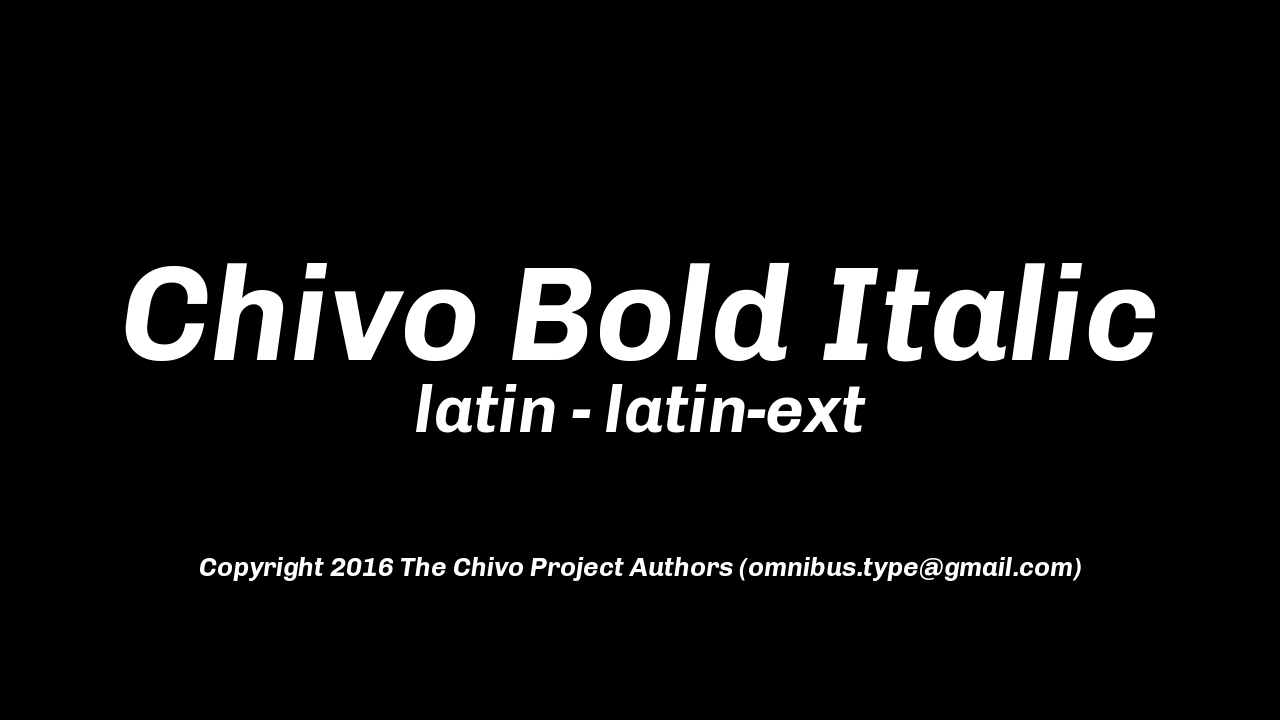 Chivo Bold Italic
latin - latin-ext
Copyright 2016 The Chivo Project Authors (omnibus.type@gmail.com)